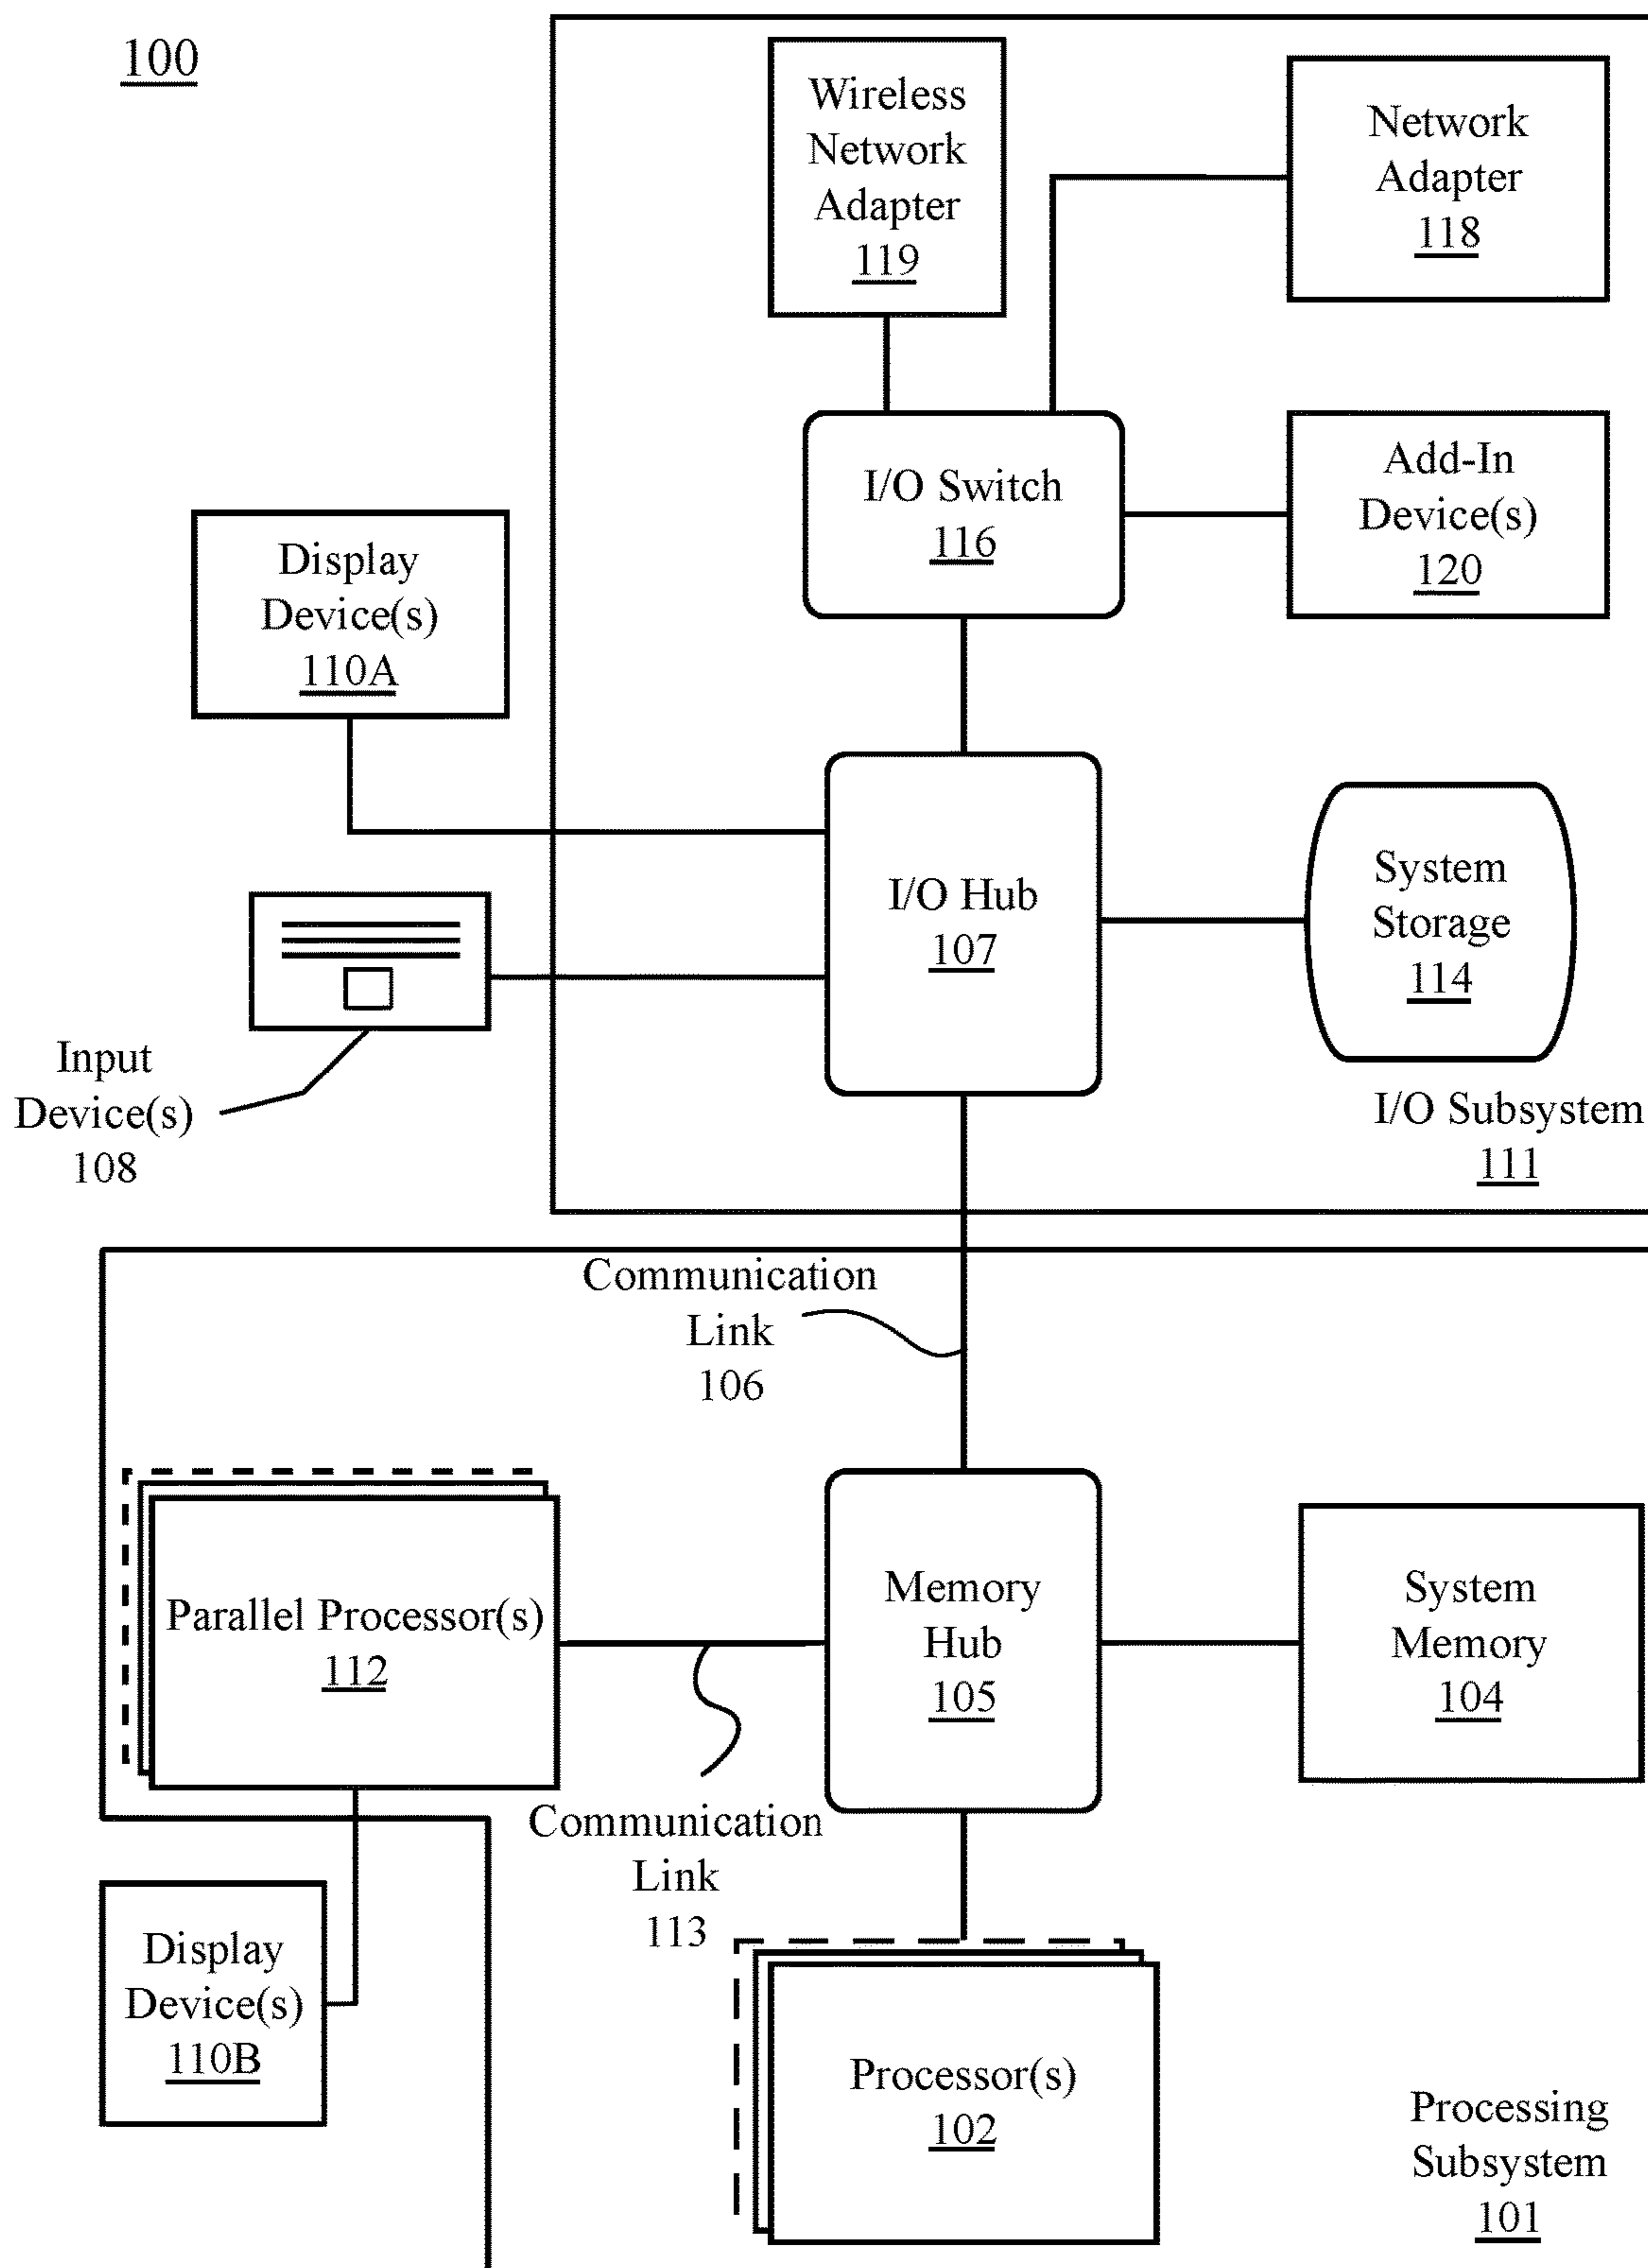 100
Wireless
Network
Adapter
119
Network
Adapter
118
I/O Switch
116
Add-In
Device(s)
120
Display
Device(s)
110A
I/O Hub
107
System
Storage
114
Input
Device(s)
108
I/O Subsystem
111
Communication
Link
106
Parallel Processor(s)
112
Memory
Hub
105
System
Memory
104
Communication
Link
113
Display
Device(s)
110B
Processor(s)
102
Processing
Subsystem
101